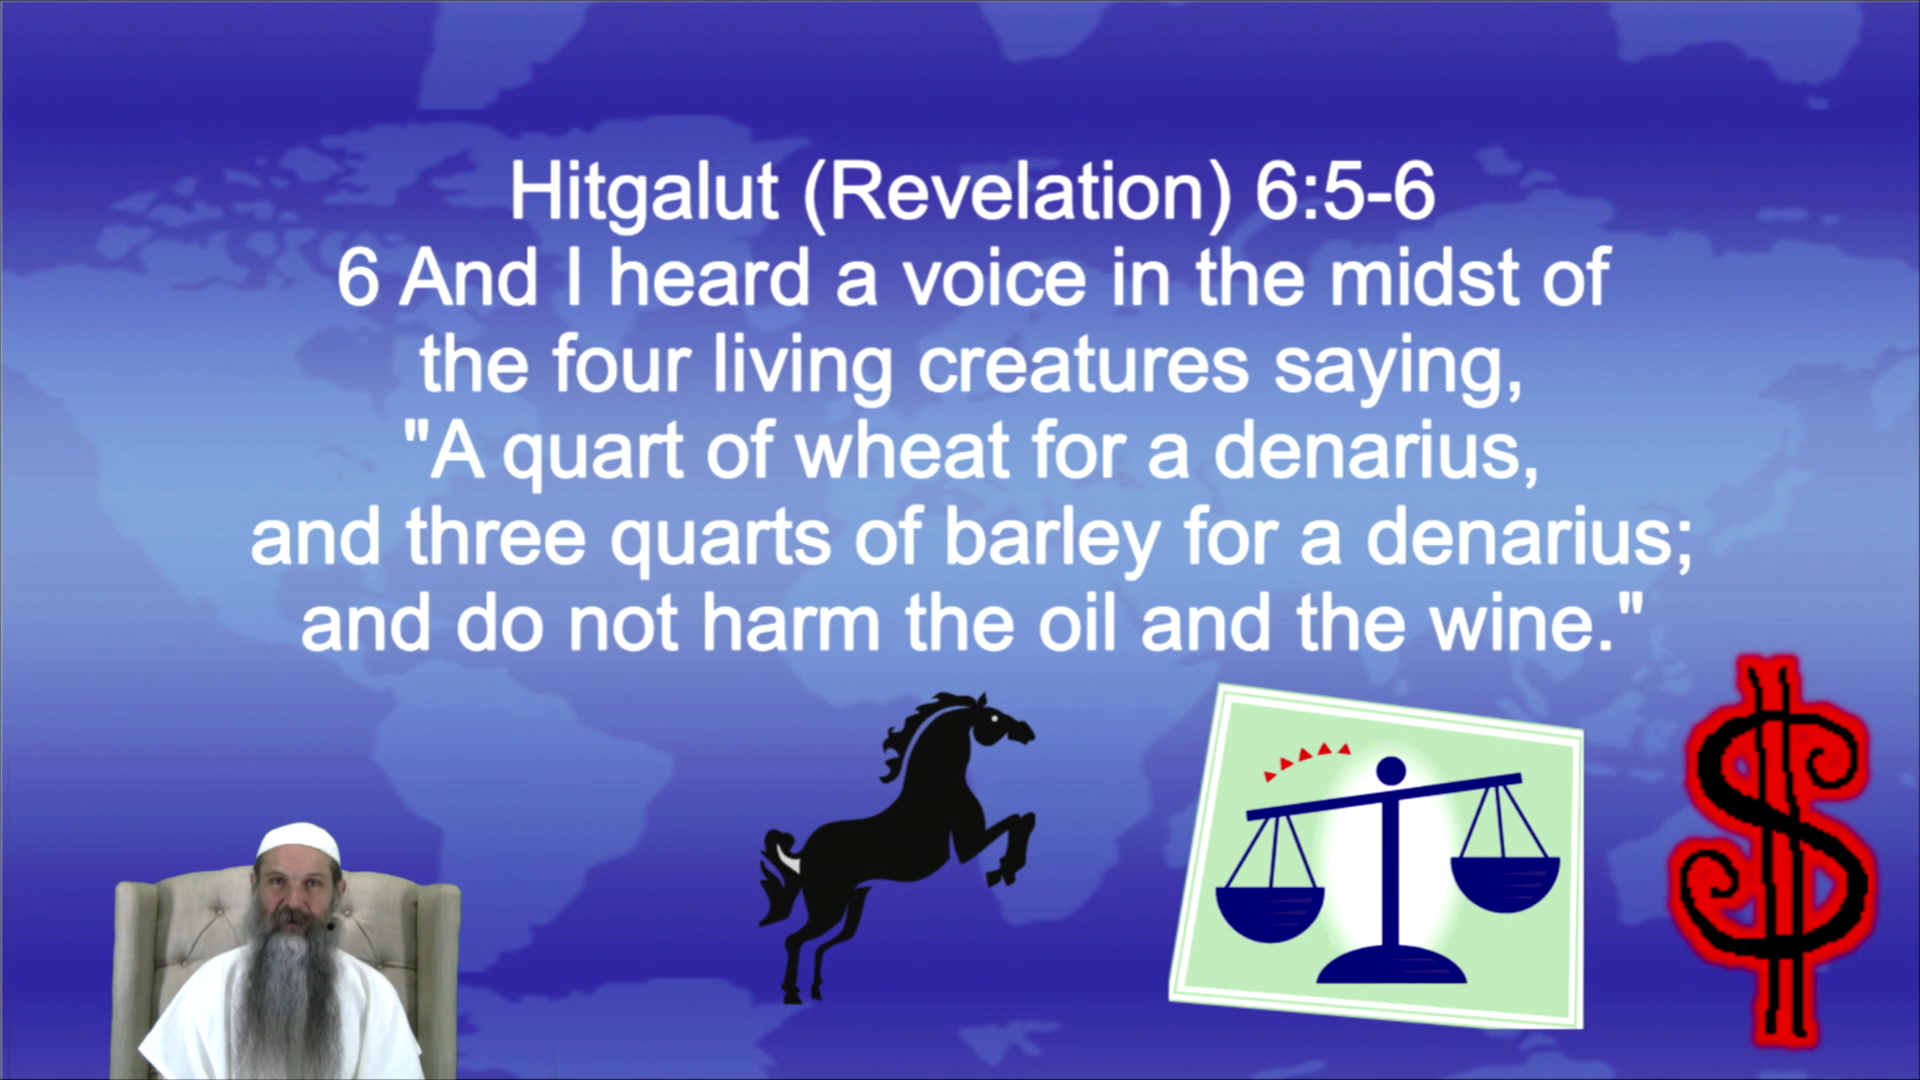 Hitgalut (Revelation) 6:5-6
6 And I heard a voice in the midst of
the four living creatures saying,
"A quart of wheat for a denarius,
and three quarts of barley for a denarius;
and do not harm the oil and the wine."
$